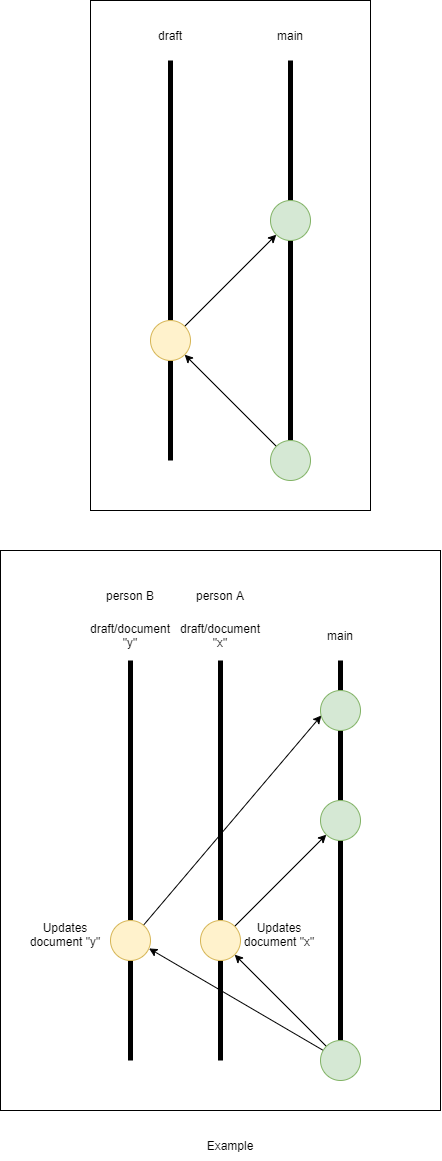 draft
main
person B
person A
draft/document
"y"
draft/document
"x"
main
Updates
document "y"
Updates
document "x"
Example